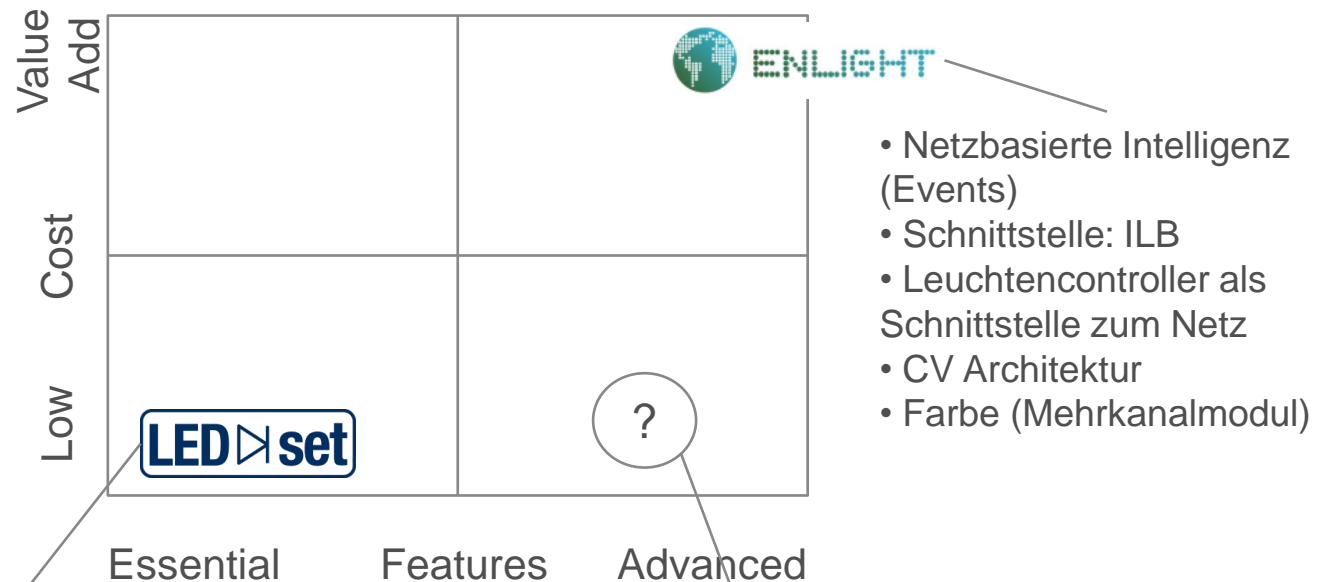 Value
Add
Cost
Low
ENLIGHT
• Netzbasierte Intelligenz
(Events)
• Schnittstelle: ILB
• Leuchtencontroller als
Schnittstelle zum Netz
• CV Architektur
• Farbe (Mehrkanalmodul)
LED set
?
Essential Features Advanced